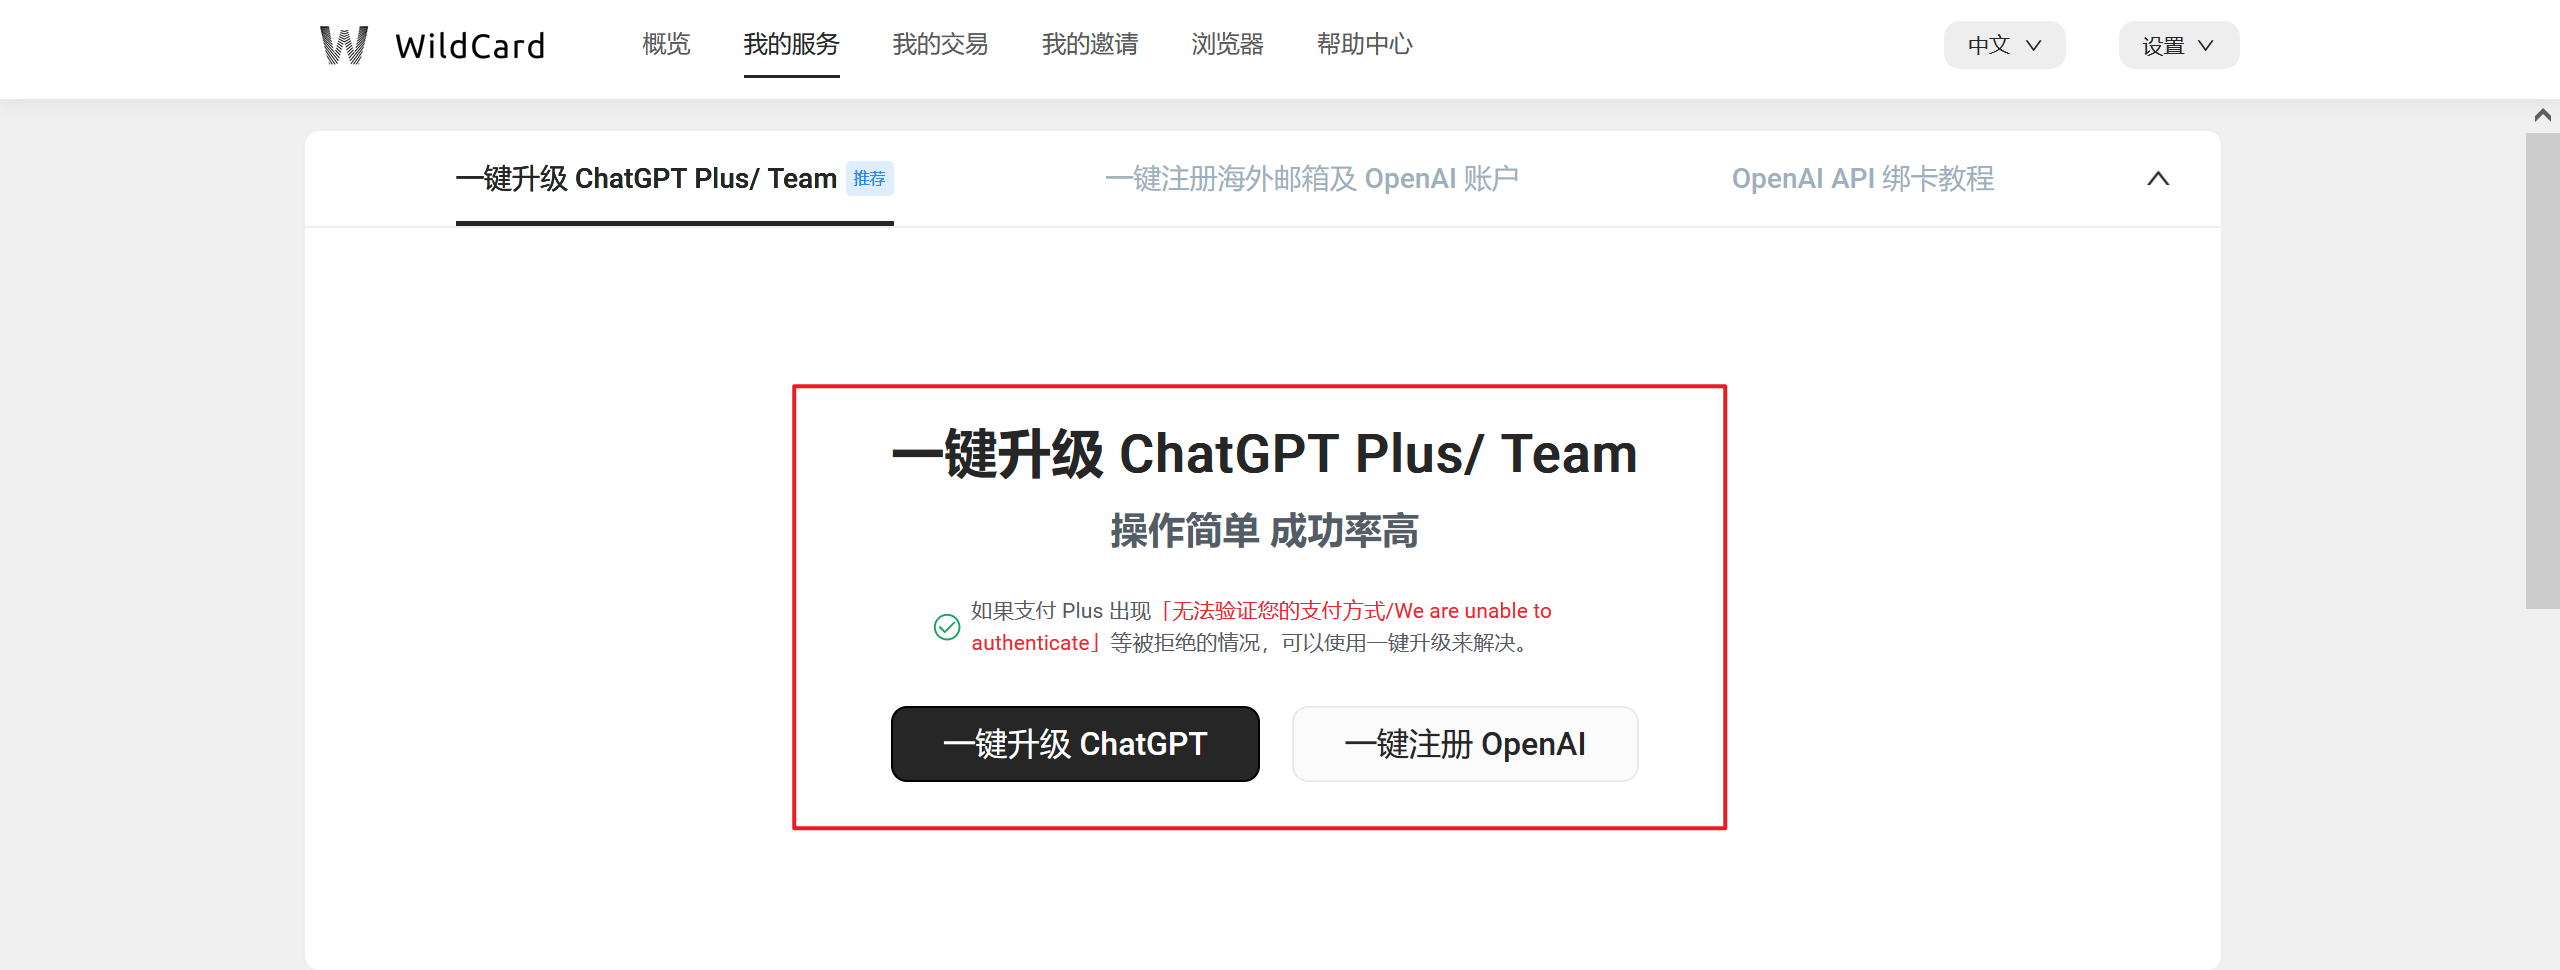 WildCard
概览
我的服务
我的交易
我的邀请
浏览器
帮助中心
中文
设置
一键升级 ChatGPT Plus/ Team 推荐
一键注册海外邮箱及 OpenAI 账户
OpenAI API 绑卡教程
一键升级 ChatGPT Plus/ Team
操作简单 成功率高
如果支付 Plus 出现「无法验证您的支付方式/We are unable to
authenticate」等被拒绝的情况，可以使用一键升级来解决。
一键升级 ChatGPT
一键注册 OpenAI